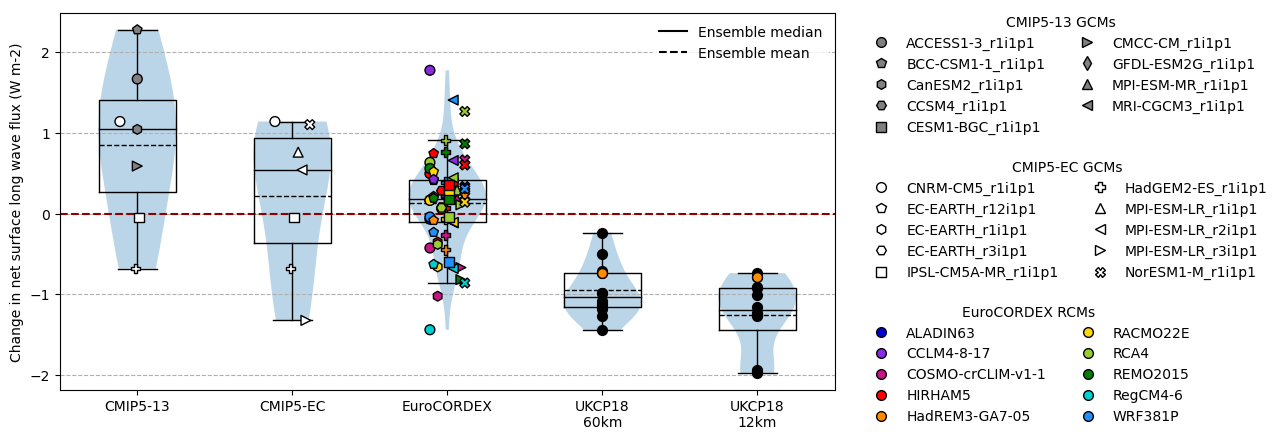 Change in net surface long wave flux (W m-2)
2
1
0
−1
−2
Ensemble median
Ensemble mean
CMIP5-13
CMIP5-EC
EuroCORDEX
UKCP18
60km
UKCP18
12km
CMIP5-13 GCMs
ACCESS1-3_r1i1p1
BCC-CSM1-1_r1i1p1
CanESM2_r1i1p1
CCSM4_r1i1p1
CESM1-BGC_r1i1p1
CMCC-CM_r1i1p1
GFDL-ESM2G_r1i1p1
MPI-ESM-MR_r1i1p1
MRI-CGCM3_r1i1p1
CMIP5-EC GCMs
CNRM-CM5_r1i1p1
EC-EARTH_r12i1p1
EC-EARTH_r1i1p1
EC-EARTH_r3i1p1
IPSL-CM5A-MR_r1i1p1
HadGEM2-ES_r1i1p1
MPI-ESM-LR_r1i1p1
MPI-ESM-LR_r2i1p1
MPI-ESM-LR_r3i1p1
NorESM1-M_r1i1p1
EuroCORDEX RCMs
ALADIN63
CCLM4-8-17
COSMO-crCLIM-v1-1
HIRHAM5
HadREM3-GA7-05
RACMO22E
RCA4
REMO2015
RegCM4-6
WRF381P